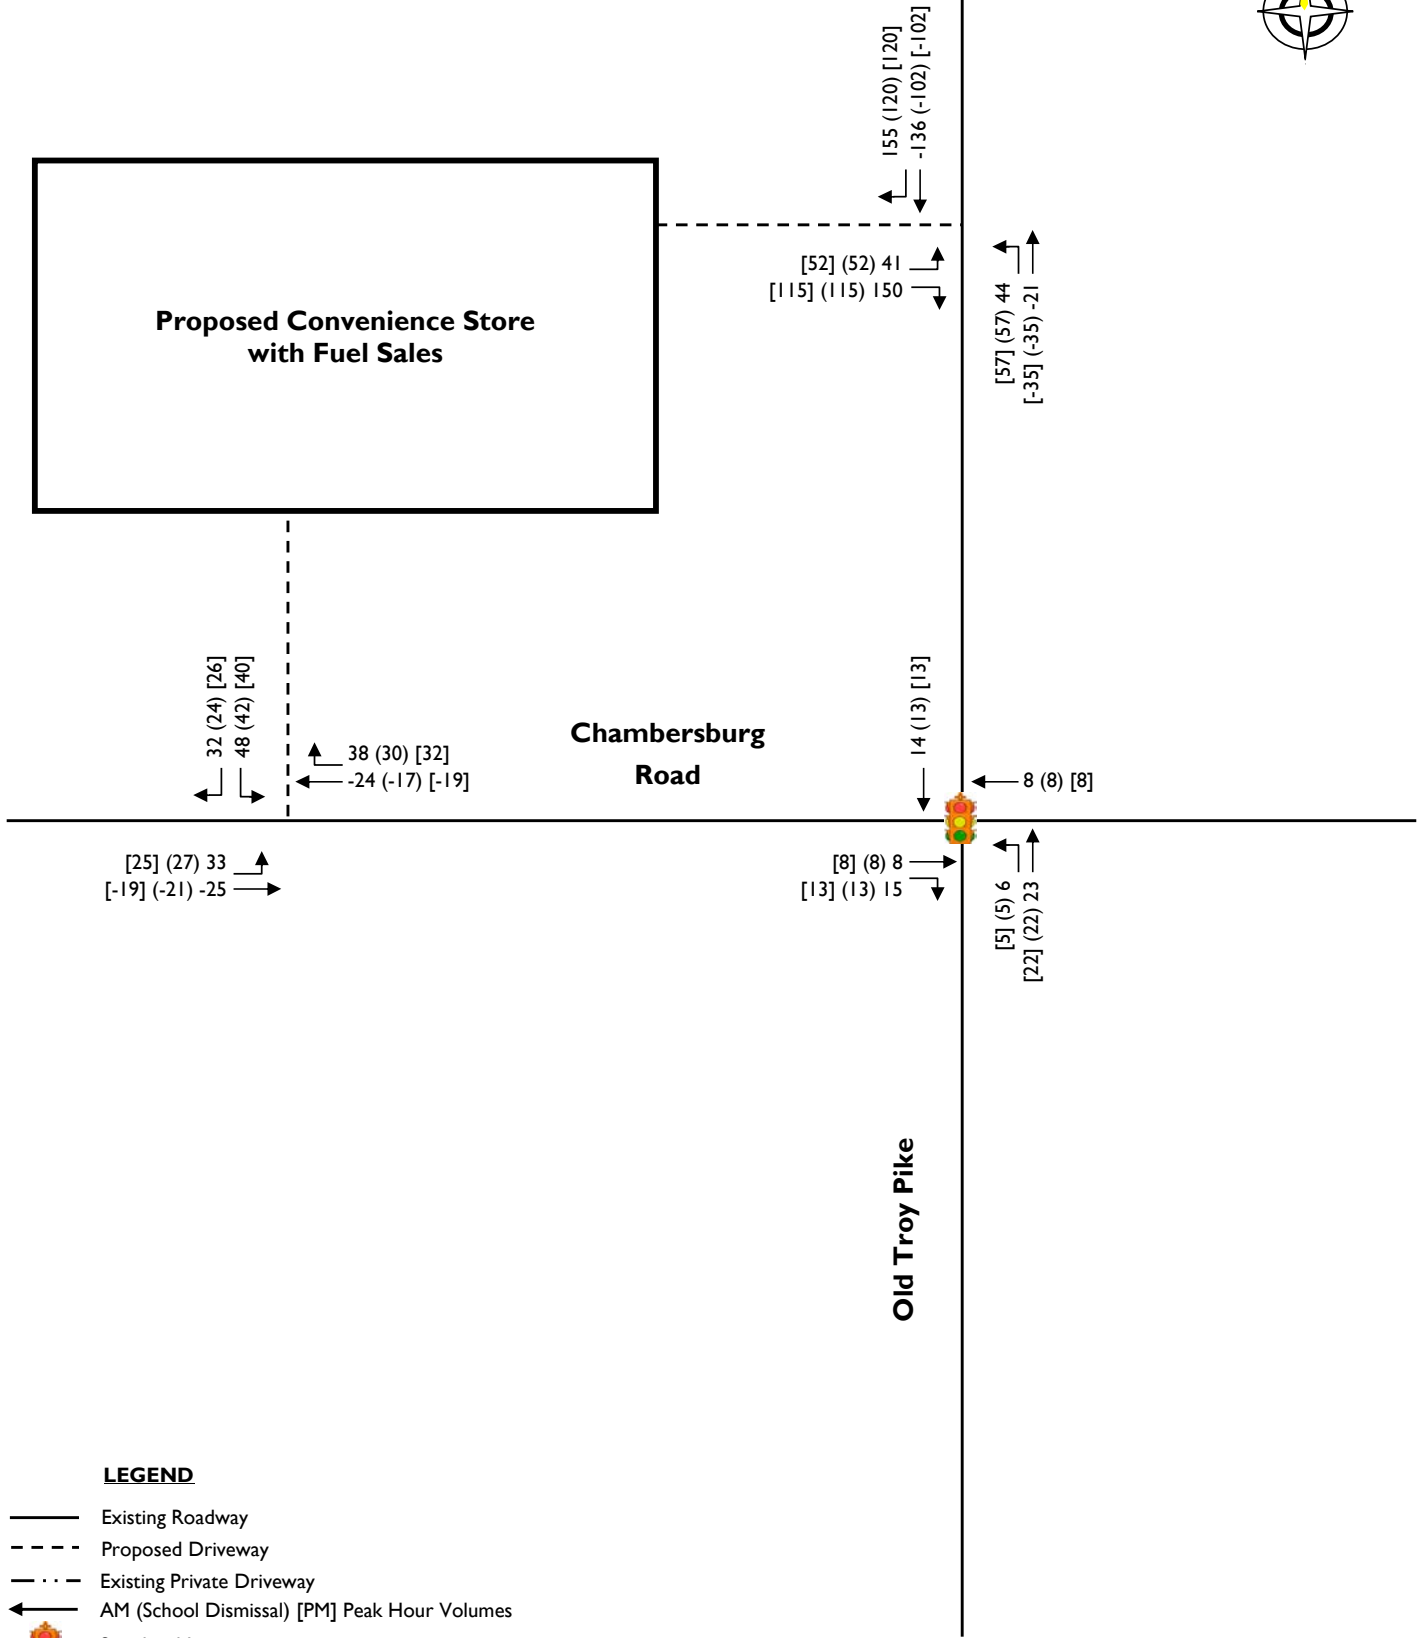 155 (120) [120]
-136 (-102) [-102]
Proposed Convenience Store
with Fuel Sales
[52] (52) 41
[115] (115) 150
[57] (57) 44
[-35] (-35) -21
32 (24) [26]
48 (42) [40]
38 (30) [32]
-24 (-17) [-19]
Chambersburg
Road
14 (13) [13]
8 (8) [8]
[25] (27) 33
[-19] (-21) -25
[8] (8) 8
[13] (13) 15
[5] (5) 6
[22] (22) 23
Old Troy Pike
LEGEND
Existing Roadway
Proposed Driveway
Existing Private Driveway
AM (School Dismissal) [PM] Peak Hour Volumes